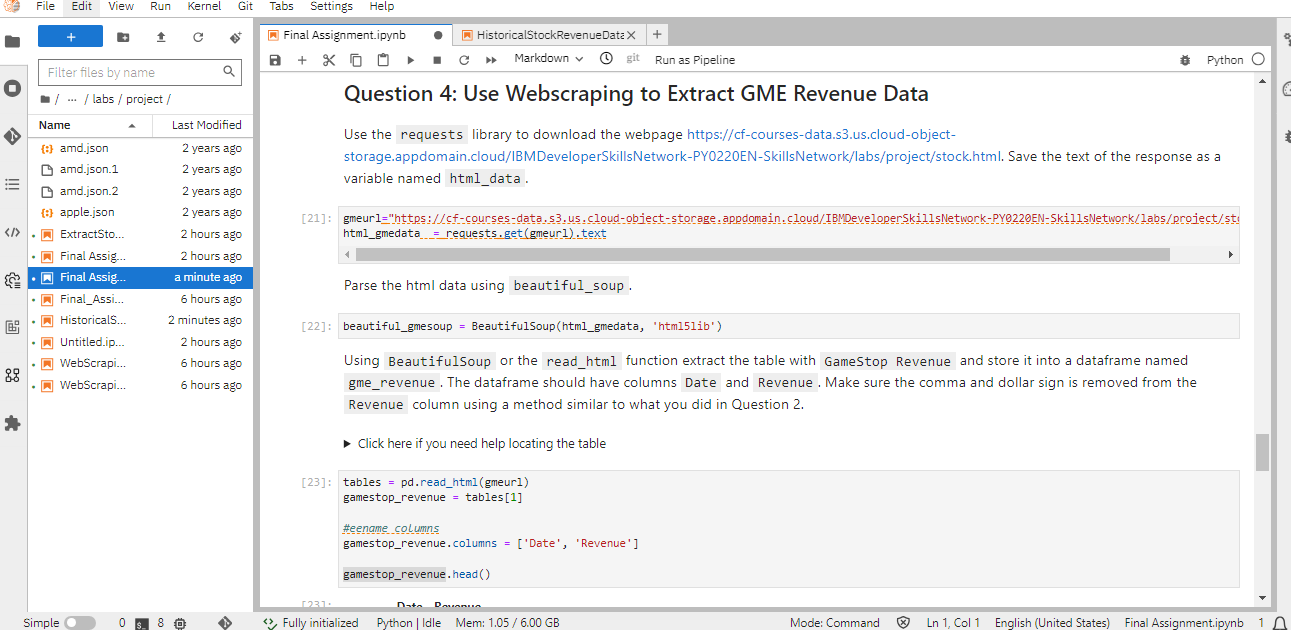 File Edit View Run Kernel Git Tabs Settings Help
+
Filter files by name
/ ... / labs / project /
Name Last Modified
amd.json 2 years ago
amd.json.1 2 years ago
amd.json.2 2 years ago
apple.json 2 years ago
ExtractSto... 2 hours ago
Final Assig... 2 hours ago
Final Assig... a minute ago
Final_Assi... 6 hours ago
HistoricalS... 2 minutes ago
Untitled.ip... 2 hours ago
WebScrapi... 6 hours ago
WebScrapi... 6 hours ago
Final Assignment.ipynb HistoricalStockRevenueData +
Markdown git Run as Pipeline Python
Question 4: Use Webscraping to Extract GME Revenue Data
Use the requests library to download the webpage https://cf-courses-data.s3.us.cloud-object-
storage.appdomain.cloud/IBMDeveloperSkillsNetwork-PY0220EN-SkillsNetwork/labs/project/stock.html. Save the text of the response as a
variable named html_data.
[21]: gmeurl="https://cf-courses-data.s3.us.cloud-object-storage.appdomain.cloud/IBMDeveloperSkillsNetwork-PY0220EN-SkillsNetwork/labs/project/sto
html_gmedata = requests.get(gmeurl).text
Parse the html data using beautiful_soup.
[22]: beautiful_gmesoup = BeautifulSoup(html_gmedata, 'html5lib')
Using BeautifulSoup or the read_html function extract the table with GameStop Revenue and store it into a dataframe named
gme_revenue. The dataframe should have columns Date and Revenue. Make sure the comma and dollar sign is removed from the
Revenue column using a method similar to what you did in Question 2.
Click here if you need help locating the table
[23]: tables = pd.read_html(gmeurl)
gamestop_revenue = tables[1]
#eename columns
gamestop_revenue.columns = ['Date', 'Revenue']
gamestop_revenue.head()
[23]: Date Revenue
Simple 0 8 Fully initialized Python | Idle Mem: 1.05 / 6.00 GB Mode: Command Ln 1, Col 1 English (United States) Final Assignment.ipynb 1